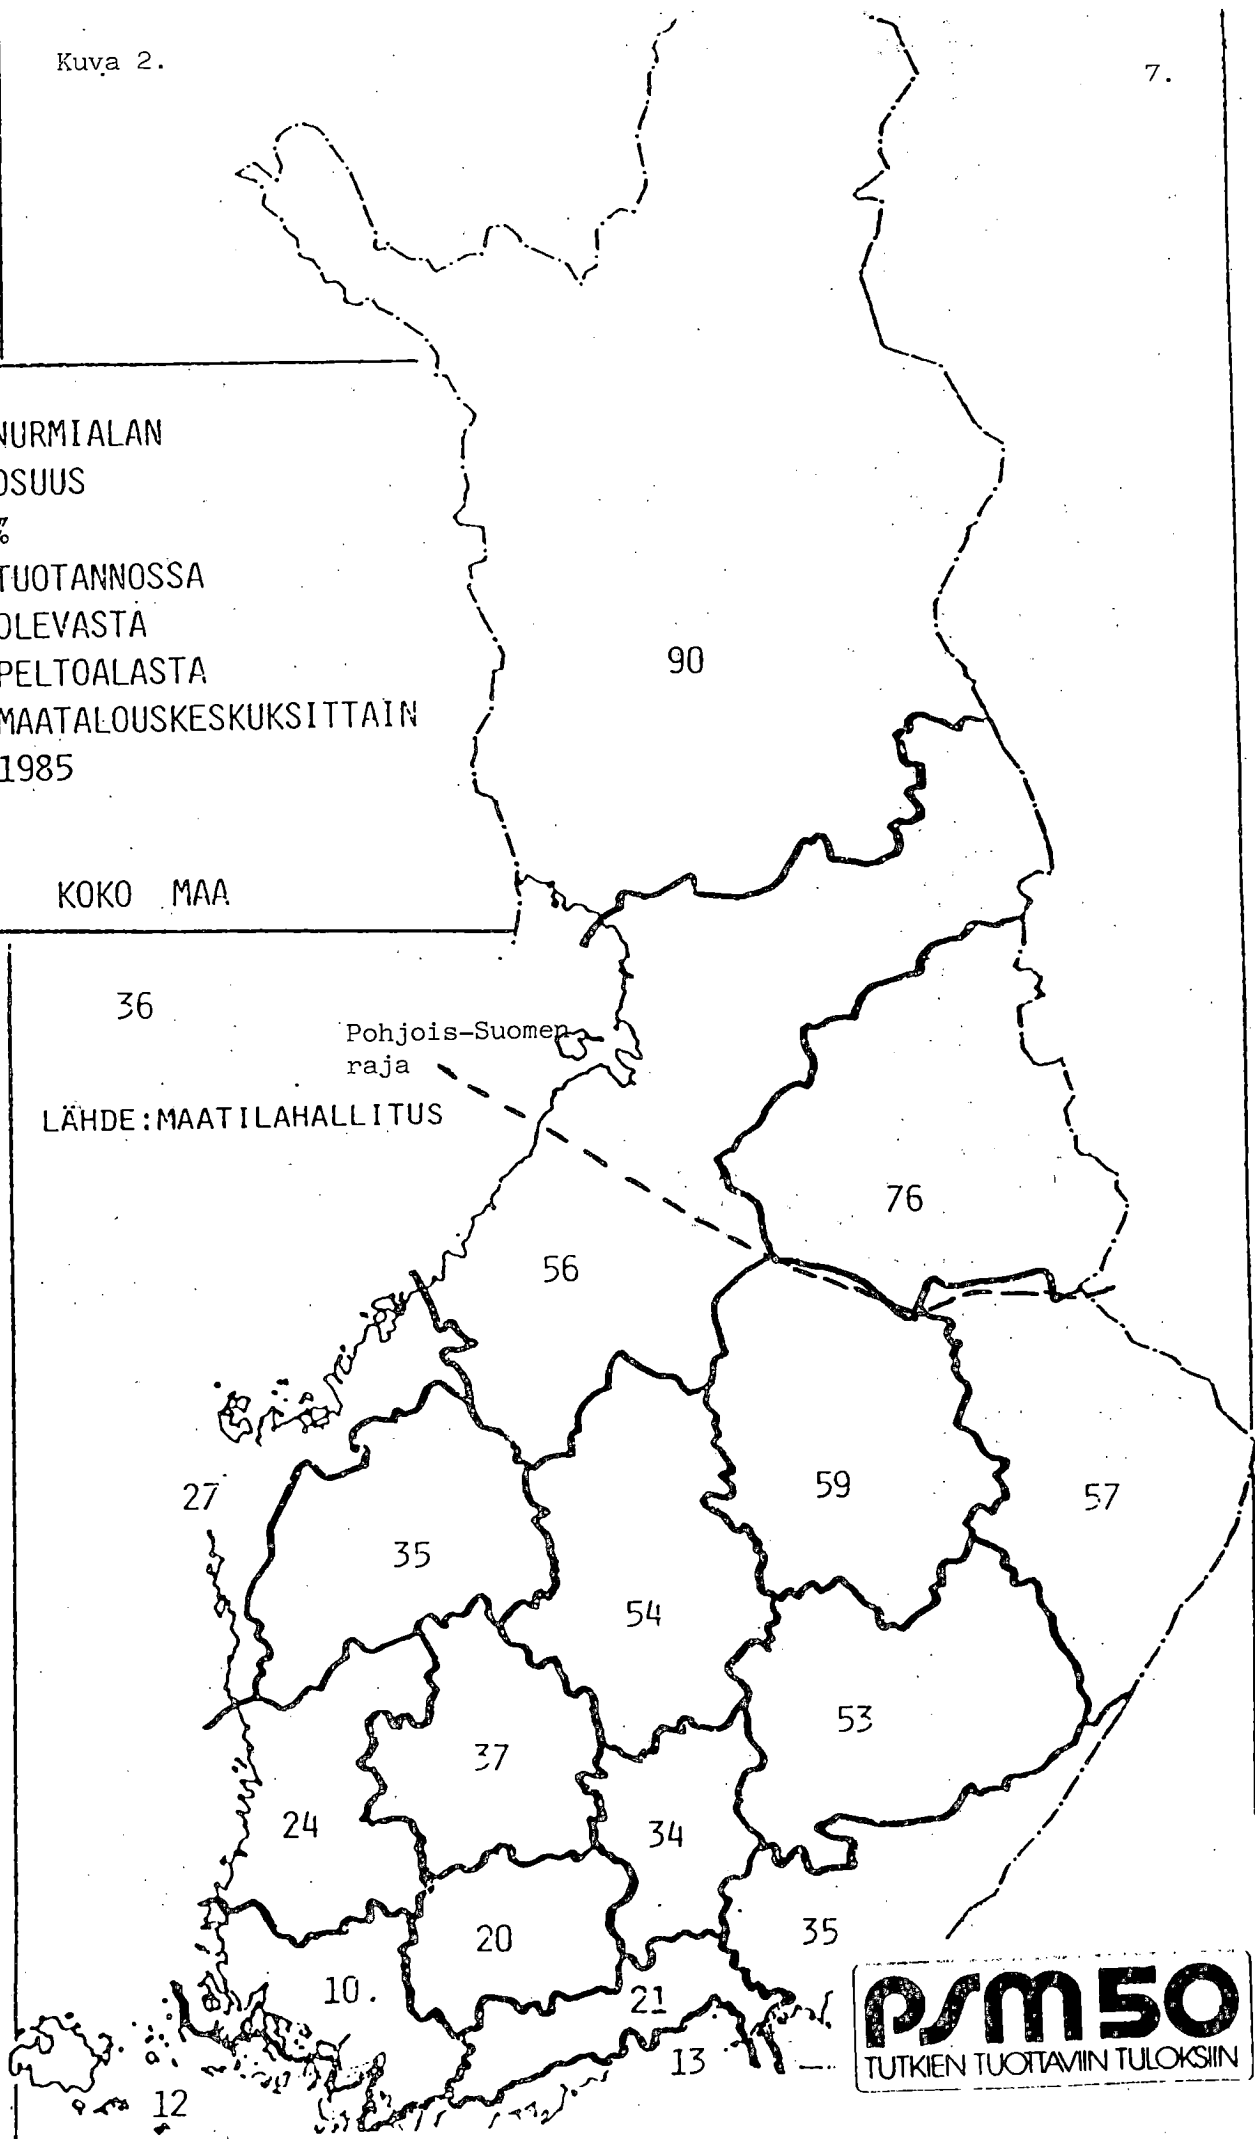 Kuva 2.
7.
NURMIALAN
OSUUS
%
TUOTANNOSSA
OLEVASTA
PELTOALASTA
MAATALOUSKESKUKSITTAIN
1985
KOKO MAA
36
Pohjois-Suomen
raja
LÄHDE:MAATILAHALLITUS
90
76
56
59
57
27
35
54
53
37
24
34
20
35
10.
21
13
12
PSM50
TUTKIEN TUOTTAVIIN TULOKSIIN